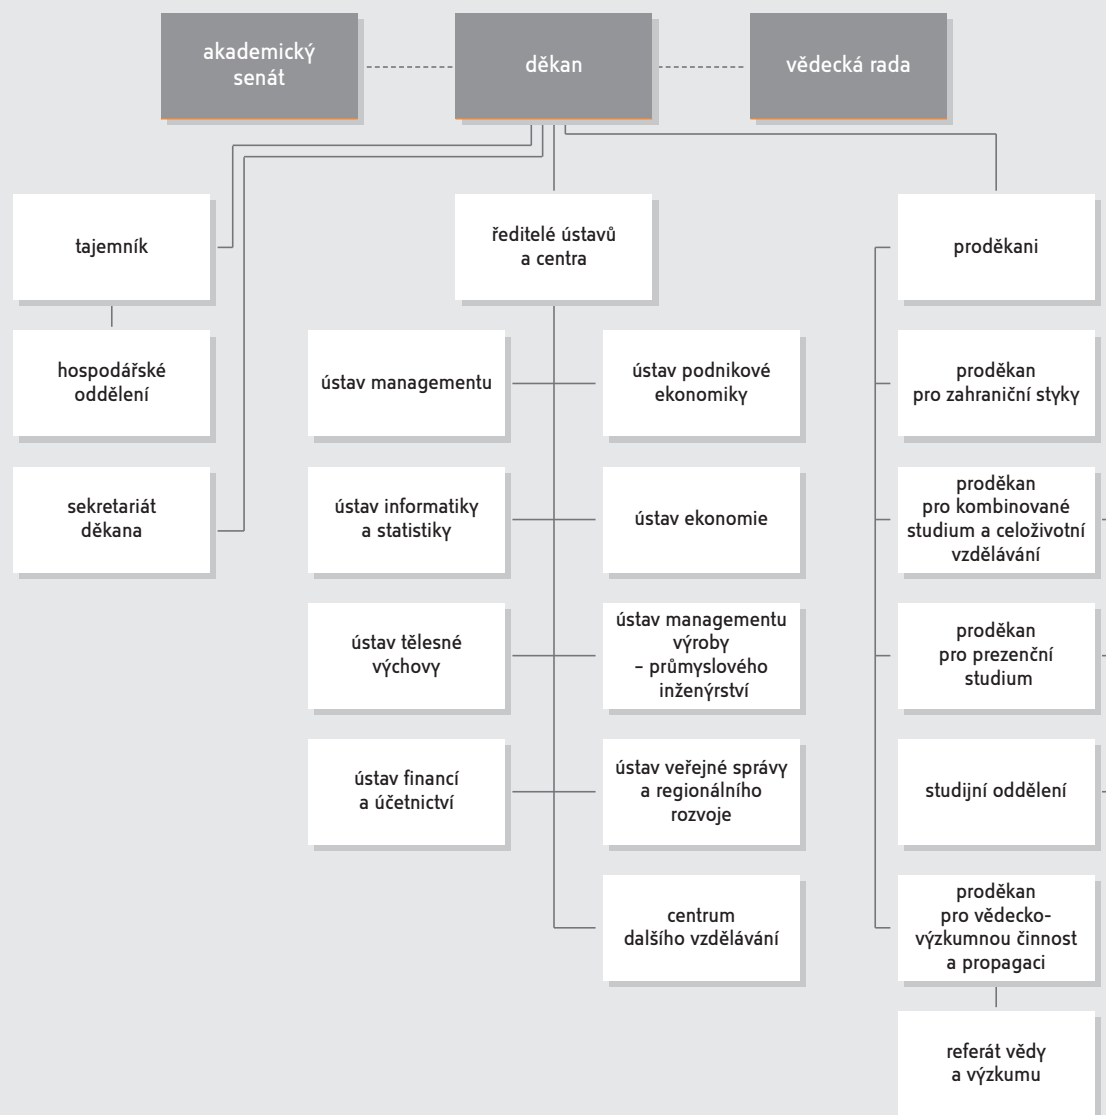 akademický
senát
děkan
vědecká rada
tajemník
ředitelé ústavů
a centra
proděkani
hospodářské
oddělení
ústav managementu
ústav podnikové
ekonomiky
proděkan
pro zahraniční styky
sekretariát
děkana
ústav informatiky
a statistiky
ústav ekonomie
proděkan
pro kombinované
studium a celoživotní
vzdělávání
ústav tělesné
výchovy
ústav managementu
výroby
– průmyslového
inženýrství
proděkan
pro prezenční
studium
ústav financí
a účetnictví
ústav veřejné správy
a regionálního
rozvoje
studijní oddělení
centrum
dalšího vzdělávání
proděkan
pro vědecko-
výzkumnou činnost
a propagaci
referát vědy
a výzkumu